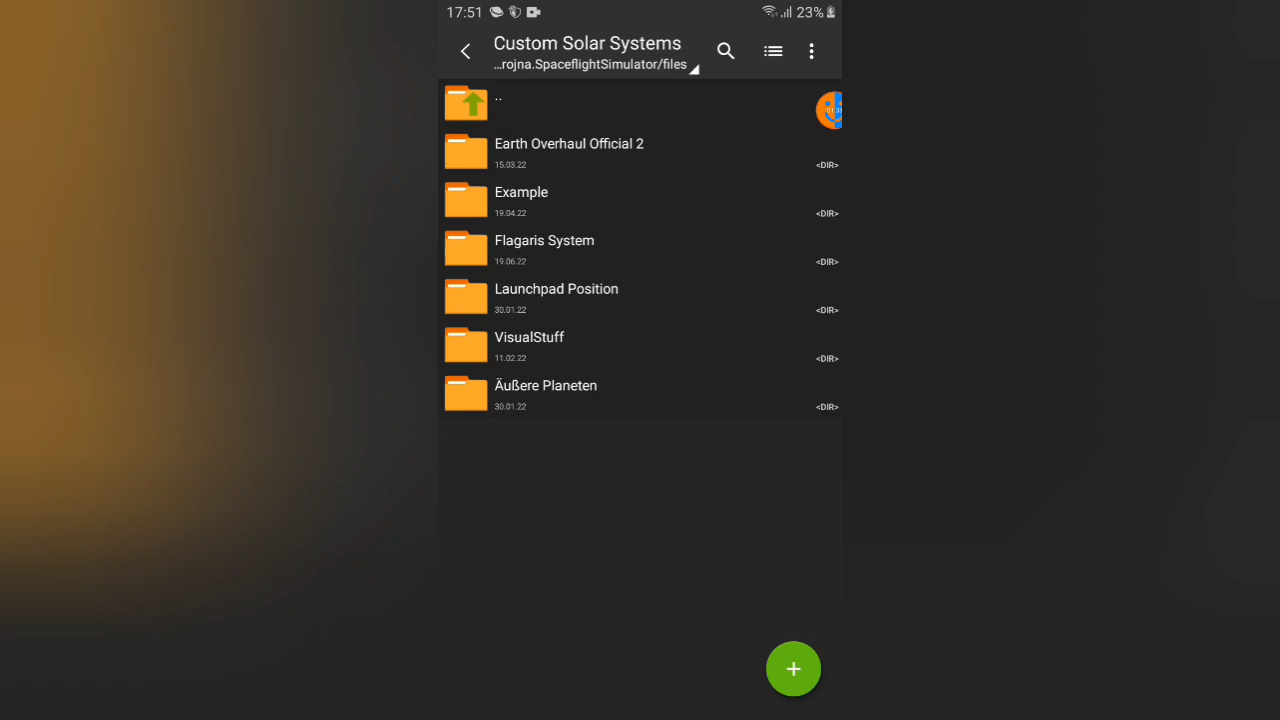 17:51
23%
Custom Solar Systems
...rojna.SpaceflightSimulator/files
..
Earth Overhaul Official 2
15.03.22
<DIR>
Example
19.04.22
<DIR>
Flagaris System
19.06.22
<DIR>
Launchpad Position
30.01.22
<DIR>
VisualStuff
11.02.22
<DIR>
Äußere Planeten
30.01.22
<DIR>
+